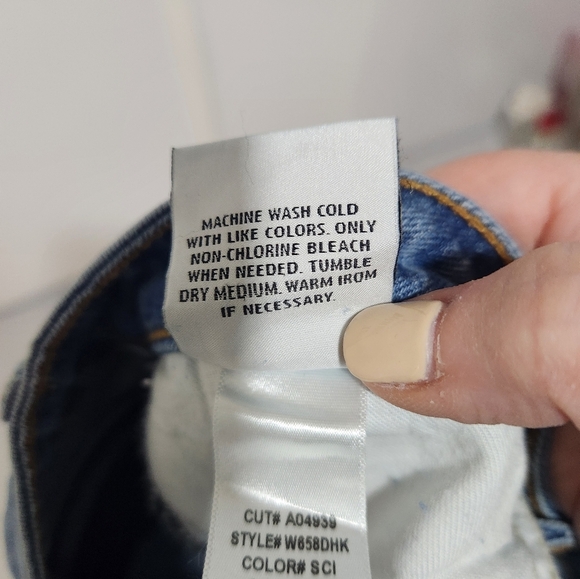 MACHINE WASH COLD
WITH LIKE COLORS. ONLY
NON-CHLORINE BLEACH
WHEN NEEDED. TUMBLE
DRY MEDIUM. WARM IRON
IF NECESSARY.
CUT# A04939
STYLE# W658DHK
COLOR# SCI